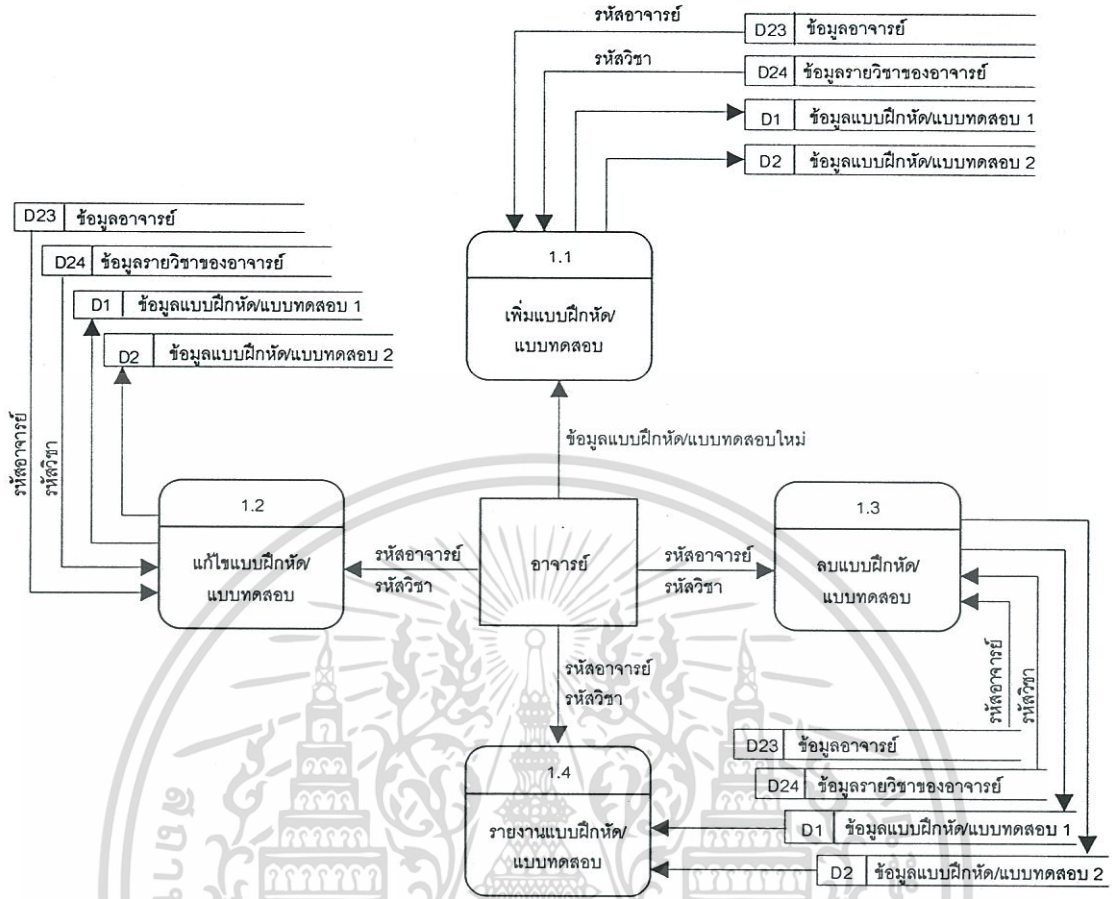 รหัสอาจารย์
D23 ข้อมูลอาจารย์
รหัสวิชา
D24 ข้อมูลรายวิชาของอาจารย์
D1 ข้อมูลแบบฝึกหัด/แบบทดสอบ 1
D2 ข้อมูลแบบฝึกหัด/แบบทดสอบ 2
D23 ข้อมูลอาจารย์
D24 ข้อมูลรายวิชาของอาจารย์
D1 ข้อมูลแบบฝึกหัด/แบบทดสอบ 1
D2 ข้อมูลแบบฝึกหัด/แบบทดสอบ 2
รหัสอาจารย์
รหัสวิชา
1.1
เพิ่มแบบฝึกหัด/
แบบทดสอบ
ข้อมูลแบบฝึกหัด/แบบทดสอบใหม่
1.2
แก้ไขแบบฝึกหัด/
แบบทดสอบ
รหัสอาจารย์
รหัสวิชา
อาจารย์
รหัสอาจารย์
รหัสวิชา
1.3
ลบแบบฝึกหัด/
แบบทดสอบ
รหัสอาจารย์
รหัสวิชา
รหัสอาจารย์
รหัสวิชา
1.4
รายงานแบบฝึกหัด/
แบบทดสอบ
D23 ข้อมูลอาจารย์
D24 ข้อมูลรายวิชาของอาจารย์
D1 ข้อมูลแบบฝึกหัด/แบบทดสอบ 1
D2 ข้อมูลแบบฝึกหัด/แบบทดสอบ 2